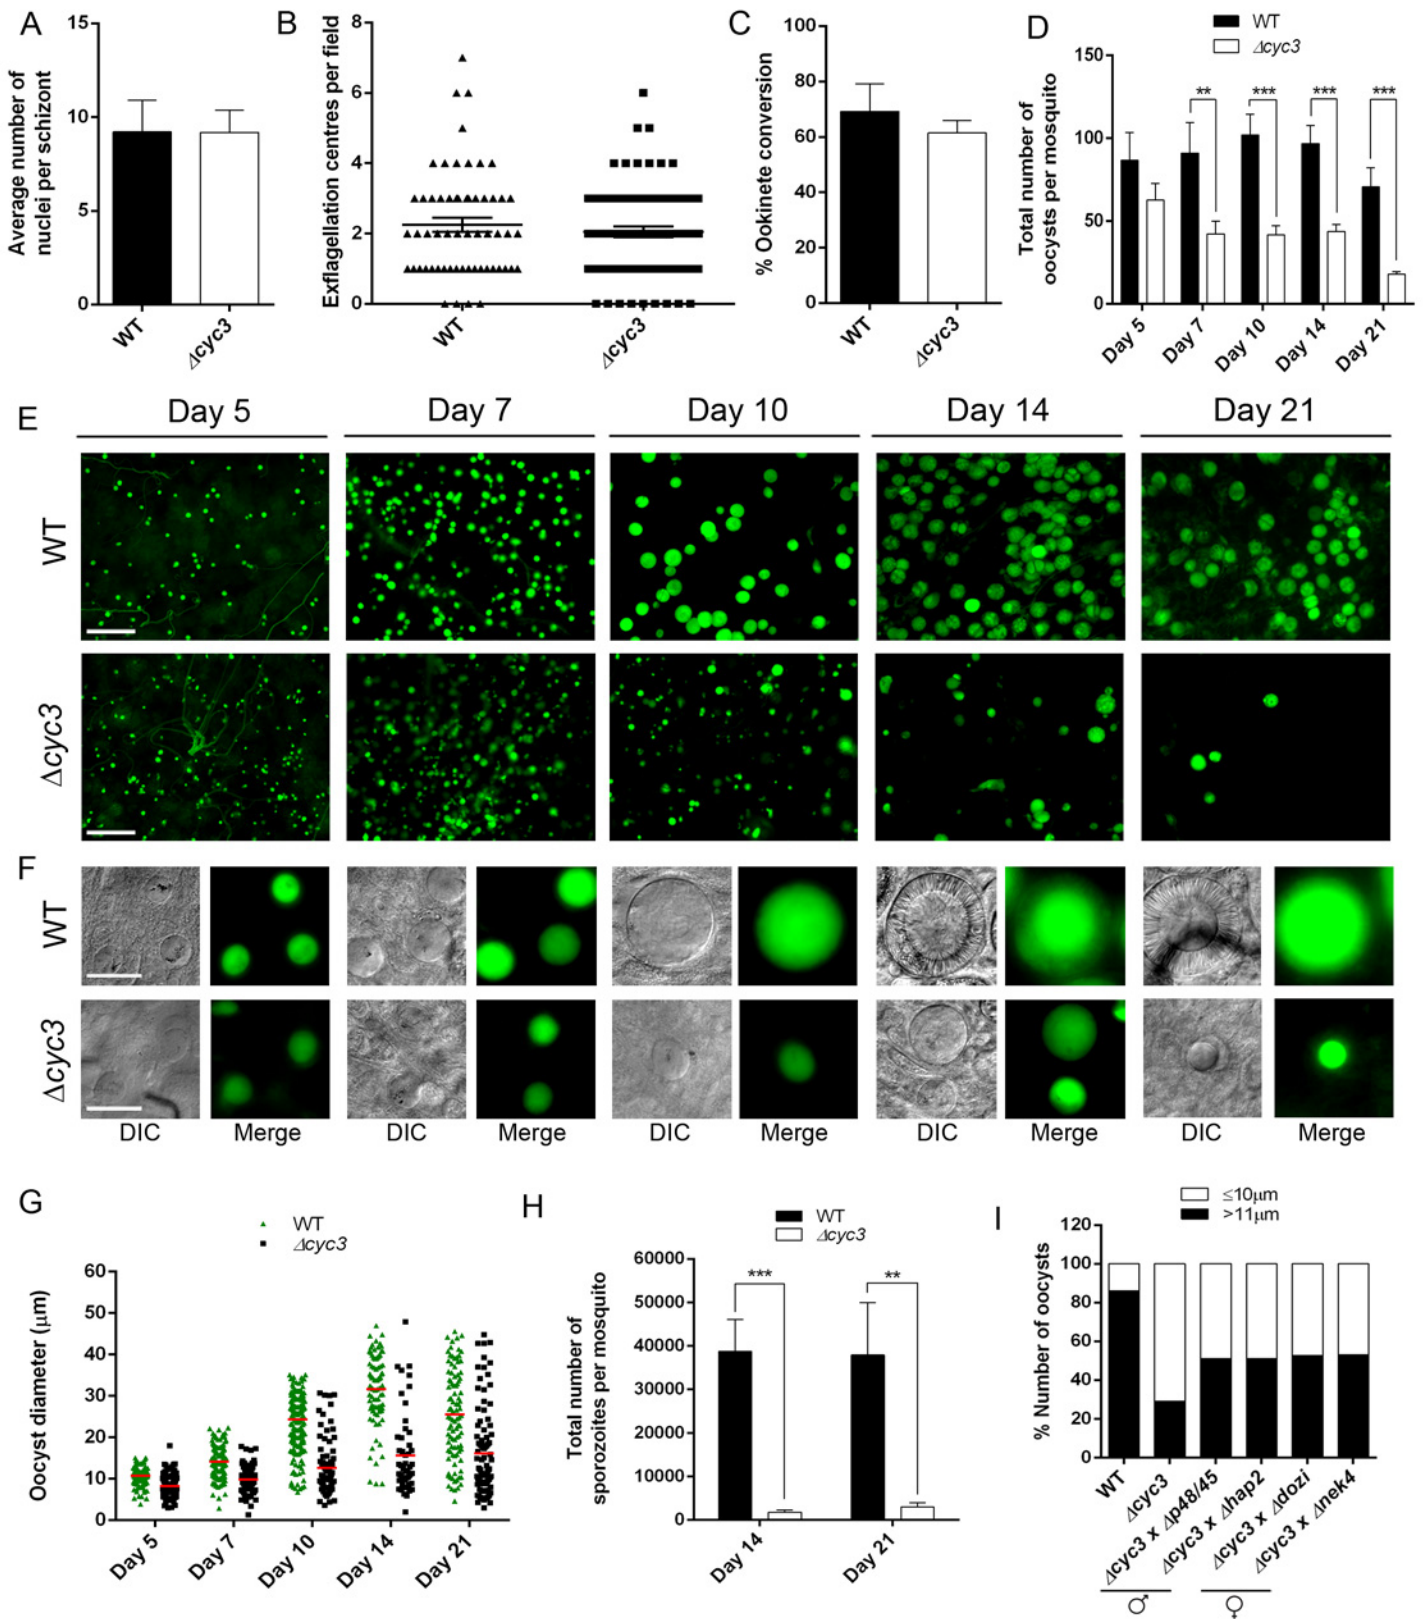 A
Average number of
nuclei per schizont
15
10
5
0
WT
Δcyc3
B
Exflagellation centres per field
8
6
4
2
0
WT
Δcyc3
C
% Ookinete conversion
100
80
60
40
20
0
WT
Δcyc3
D
WT
Δcyc3
Total number of
oocysts per mosquito
150
100
50
0
**
***
***
***
Day 5
Day 7
Day 10
Day 14
Day 21
E
Day 5
Day 7
Day 10
Day 14
Day 21
WT
Δcyc3
F
WT
Δcyc3
DIC
Merge
DIC
Merge
DIC
Merge
DIC
Merge
DIC
Merge
G
WT
Δcyc3
Oocyst diameter (μm)
60
50
40
30
20
10
0
Day 5
Day 7
Day 10
Day 14
Day 21
H
WT
Δcyc3
Total number of
sporozoites per mosquito
60000
50000
40000
30000
20000
10000
0
***
**
Day 14
Day 21
I
≤10μm
>11μm
% Number of oocysts
120
100
80
60
40
20
0
WT
Δcyc3
Δcyc3 x Δp48/45
Δcyc3 x Δhap2
Δcyc3 x Δdozi
Δcyc3 x Δnek4
♂
♀